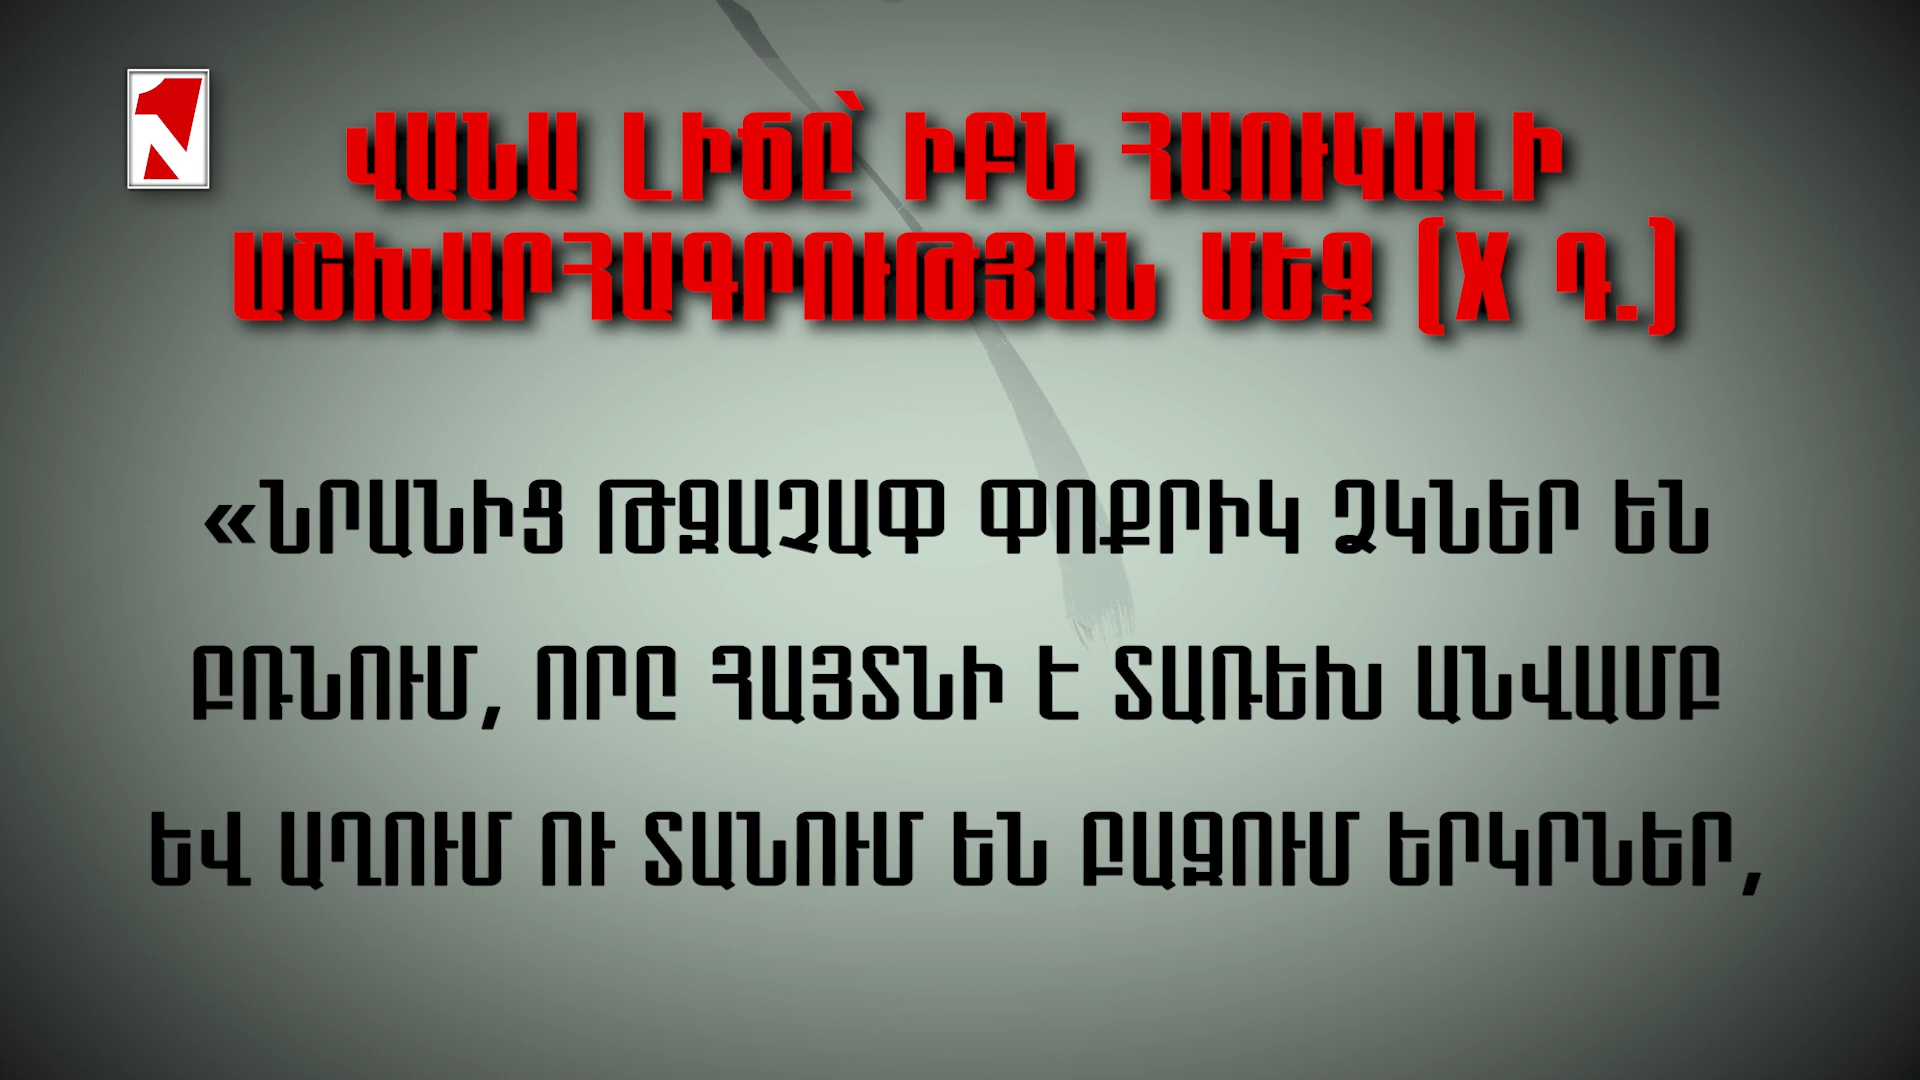 ՎԱՆԱ ԼԻՃԸ՝ ԻԲՆ ՀԱՈՒԿԱԼԻ
ԱՇԽԱՐՀԱԳՐՈՒԹՅԱՆ ՄԵՋ (X Դ.)
«ՆՐԱՆԻՑ ԹԶԱՉԱՓ ՓՈՔՐԻԿ ՁԿՆԵՐ ԵՆ
ԲՌՆՈՒՄ, ՈՐԸ ՀԱՅՏՆԻ Է ՏԱՌԵԽ ԱՆՎԱՄԲ
ԵՎ ԱՂՈՒՄ ՈՒ ՏԱՆՈՒՄ ԵՆ ԲԱԶՈՒՄ ԵՐԿՐՆԵՐ,